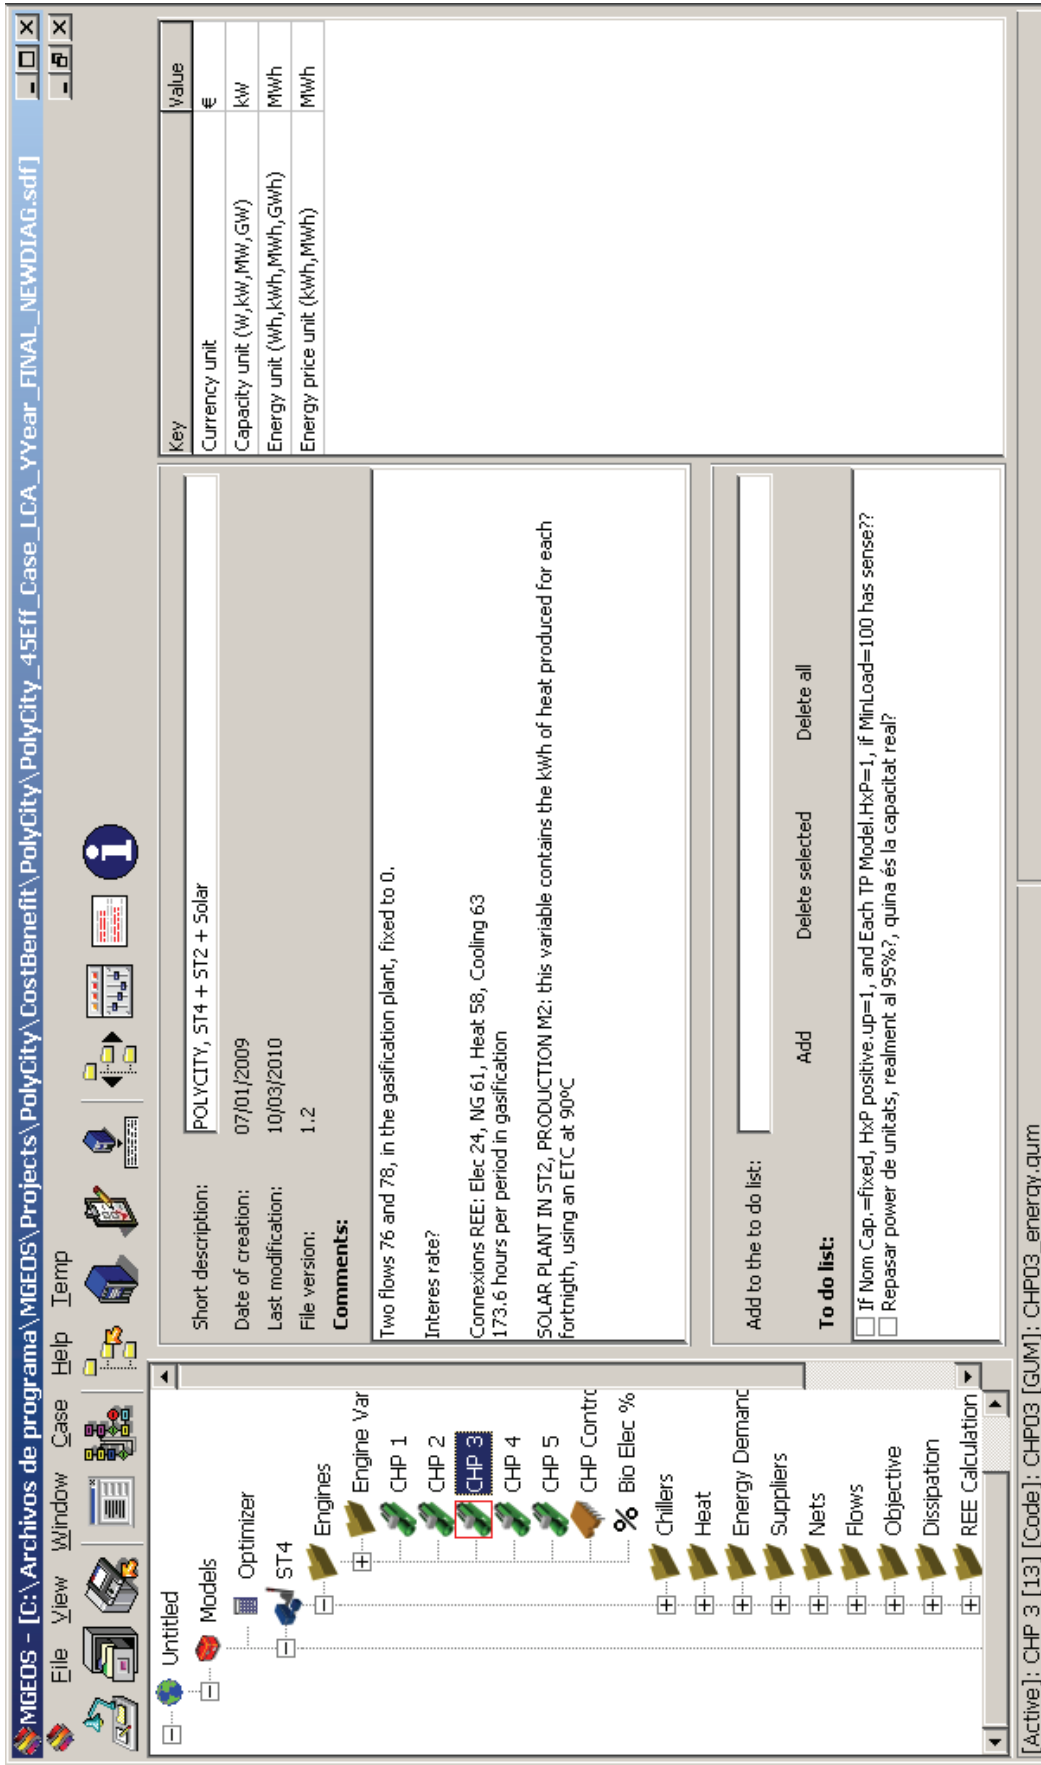 MGEOS - [C:\Archivos de programa\MGEOS\Projects\PolyCity\CostBenefit\PolyCity\PolyCity_45Eff_Case_LCA_YYear_FINAL_NEWDIAG.sdf]
File View Window Case Help Temp
Untitled
Models
Optimizer
ST4
Engines
Engine Var
CHP 1
CHP 2
CHP 3
CHP 4
CHP 5
CHP Contro
Bio Elec %
Chillers
Heat
Energy Demand
Suppliers
Nets
Flows
Objective
Dissipation
REE Calculation
Short description: POLYCITY, ST4 + ST2 + Solar
Date of creation: 07/01/2009
Last modification: 10/03/2010
File version: 1.2
Comments:
Two flows 76 and 78, in the gasification plant, fixed to 0.
Interes rate?
Connexions REE: Elec 24, NG 61, Heat 58, Cooling 63
173.6 hours per period in gasification
SOLAR PLANT IN ST2, PRODUCTION M2: this variable contains the kWh of heat produced for each
fortnigth, using an ETC at 90ºC
Add to the to do list:
Add Delete selected Delete all
To do list:
If Nom Cap.=fixed, HxP positive.up=1, and Each TP Model.HxP=1, if MinLoad=100 has sense??
Repasar power de unitats, realment al 95%?, quina és la capacitat real?
Key Value
Currency unit €
Capacity unit (W,kW,MW,GW) kW
Energy unit (Wh,kWh,MWh,GWh) MWh
Energy price unit (kWh,MWh) MWh
[Active]: CHP 3 [13] [Code]: CHP03 [GUM]: CHP03_energy.gum